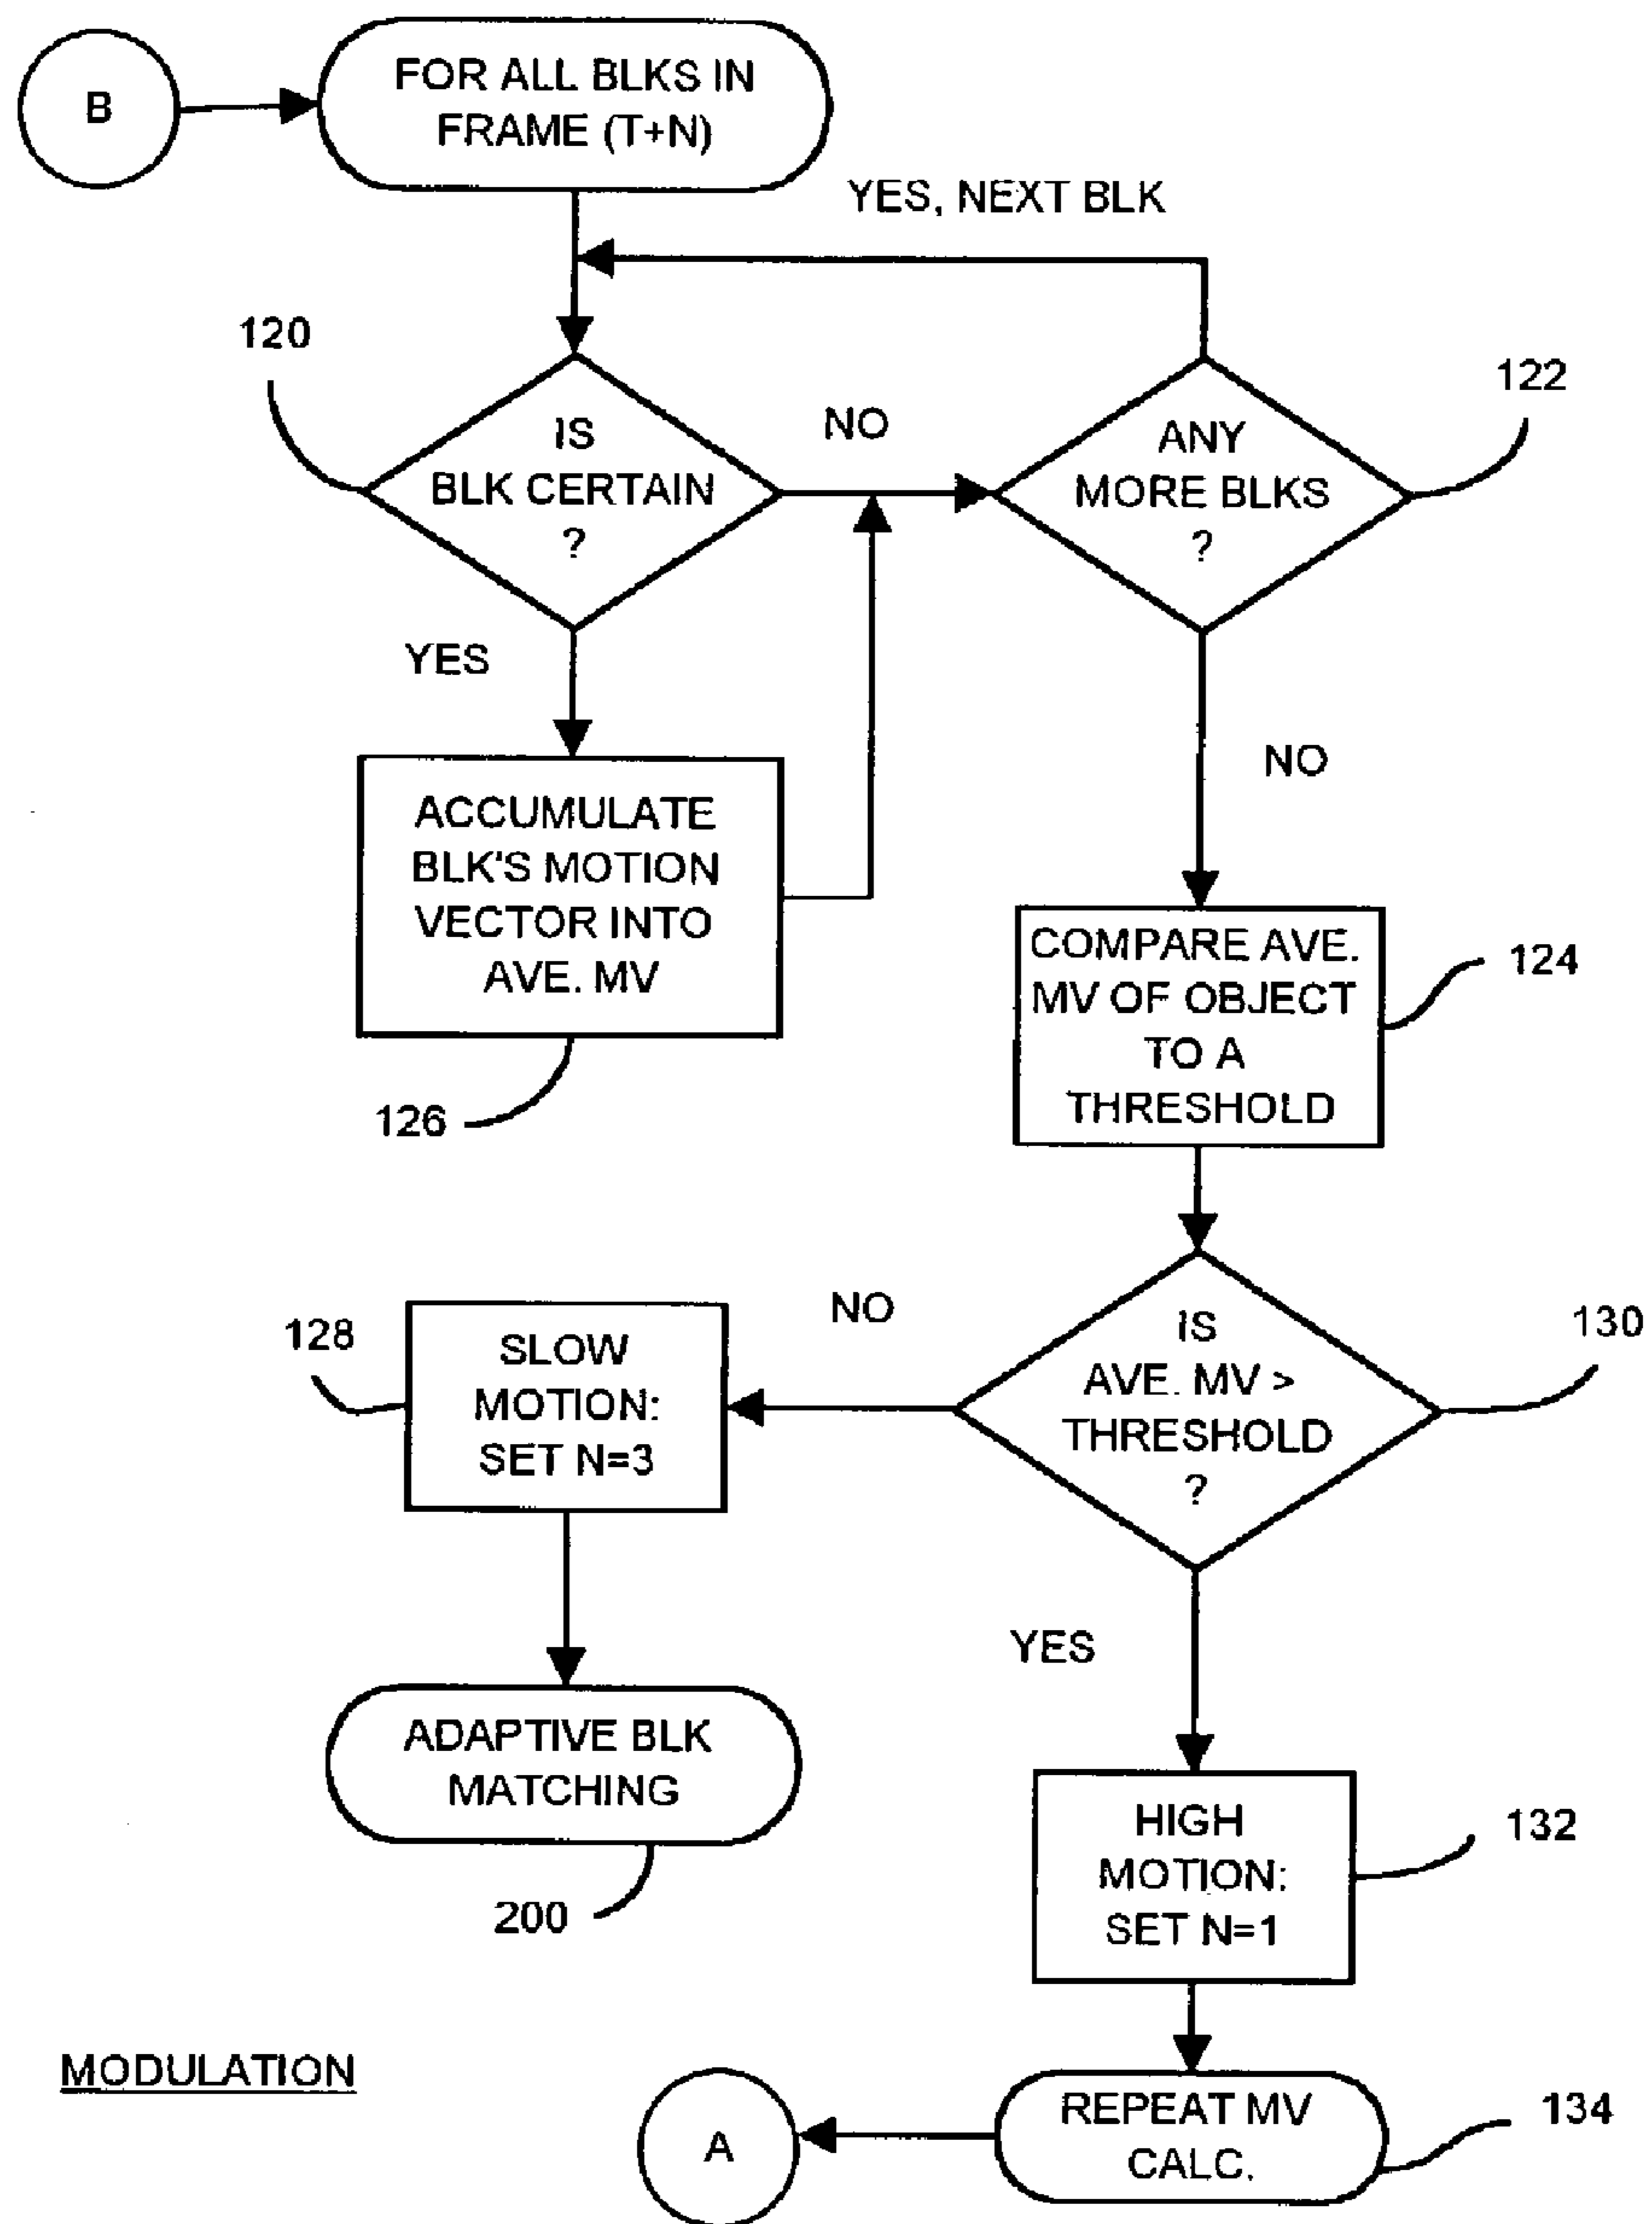 B
FOR ALL BLKS IN
FRAME (T+N)
YES, NEXT BLK
120
IS
BLK CERTAIN
?
NO
ANY
MORE BLKS
?
122
YES
NO
ACCUMULATE
BLK'S MOTION
VECTOR INTO
AVE. MV
126
COMPARE AVE.
MV OF OBJECT
TO A
THRESHOLD
124
128
SLOW
MOTION:
SET N=3
NO
IS
AVE. MV >
THRESHOLD
?
130
YES
ADAPTIVE BLK
MATCHING
200
HIGH
MOTION:
SET N=1
132
MODULATION
A
REPEAT MV
CALC.
134